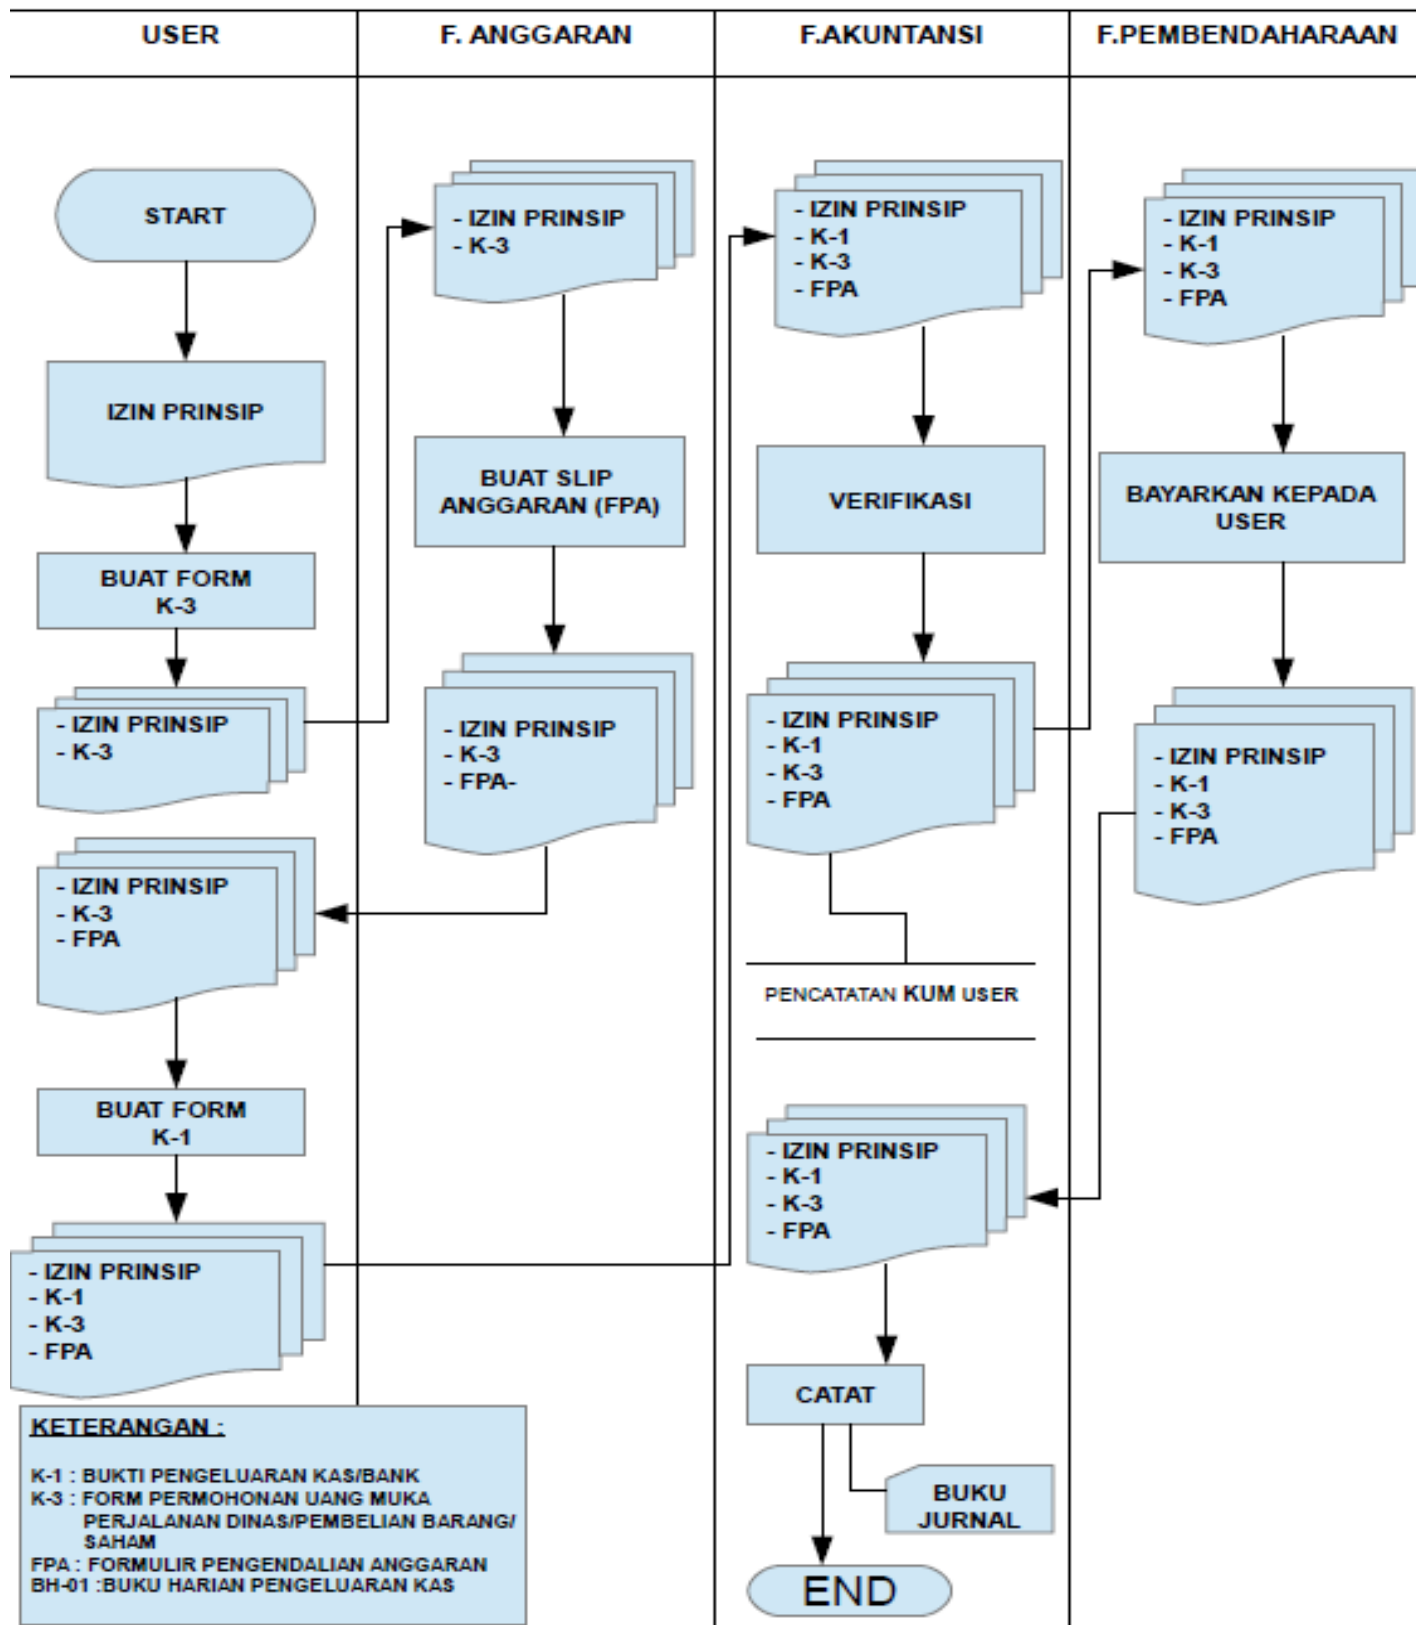 USER
F. ANGGARAN
F.AKUNTANSI
F.PEMBENDAHARAAN
START
IZIN PRINSIP
BUAT FORM
K-3
- IZIN PRINSIP
- K-3
- IZIN PRINSIP
- K-3
- FPA
BUAT FORM
K-1
- IZIN PRINSIP
- K-1
- K-3
- FPA
- IZIN PRINSIP
- K-3
BUAT SLIP
ANGGARAN (FPA)
- IZIN PRINSIP
- K-3
- FPA-
- IZIN PRINSIP
- K-1
- K-3
- FPA
VERIFIKASI
- IZIN PRINSIP
- K-1
- K-3
- FPA
PENCATATAN KUM USER
- IZIN PRINSIP
- K-1
- K-3
- FPA
CATAT
BUKU
JURNAL
END
- IZIN PRINSIP
- K-1
- K-3
- FPA
BAYARKAN KEPADA
USER
- IZIN PRINSIP
- K-1
- K-3
- FPA
KETERANGAN :
K-1 : BUKTI PENGELUARAN KAS/BANK
K-3 : FORM PERMOHONAN UANG MUKA
PERJALANAN DINAS/PEMBELIAN BARANG/
SAHAM
FPA : FORMULIR PENGENDALIAN ANGGARAN
BH-01 :BUKU HARIAN PENGELUARAN KAS